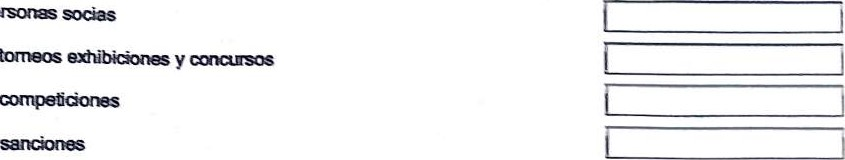 rsonas socias
torneos exhibiciones y concursos
competiciones
sanciones